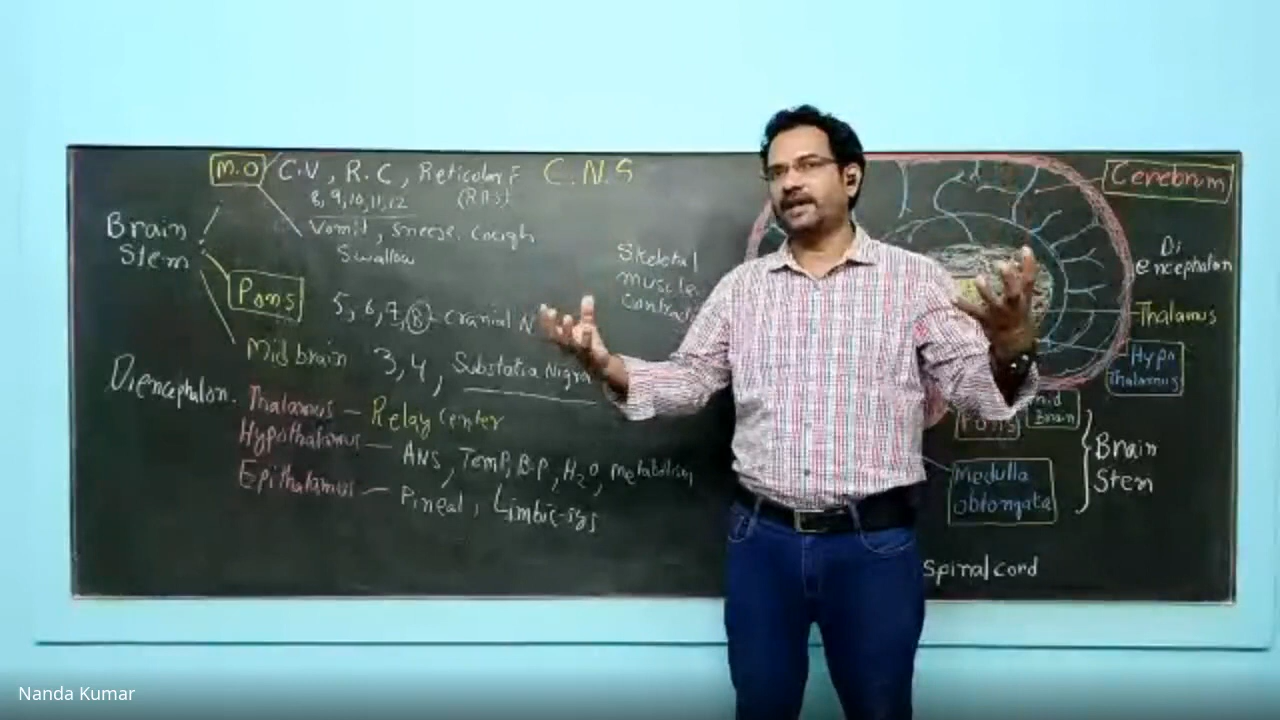 M.O C.V, R.C, Reticular F C.N.S
8, 9, 10, 11, 12 (RAS)
Vomit, sneeze, cough
Swallow
Brain
Stem
Pons
5, 6, 7, 8 - cranial N
Mid brain 3, 4, Substatia Nigra
Diencephalon.
Thalamus - Relay Center
Hypothalamus - ANS, Temp, B.P, H2O, metabolism
Epithalamus - Pineal, Limbic-sys
Skeletal
muscle
Contract
Cerebrum
Di
encephalon
Thalamus
Hypo
Thalamus
Mid
Brain
Pons
Brain
Stem
Medulla
oblongata
Spinal cord
Nanda Kumar